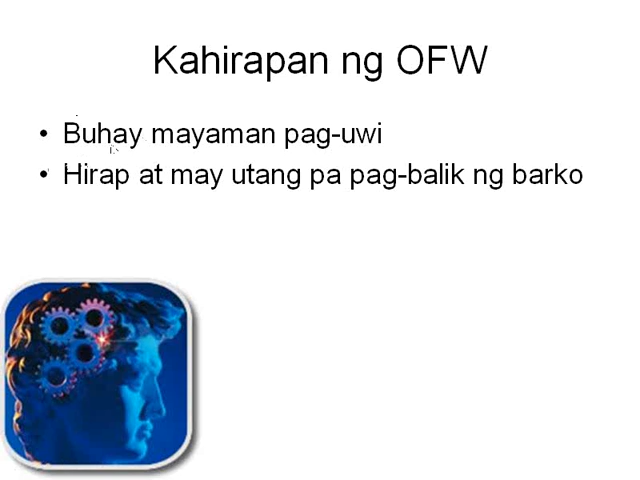 Kahirapan ng OFW
• Buhay mayaman pag-uwi
• Hirap at may utang pa pag-balik ng barko